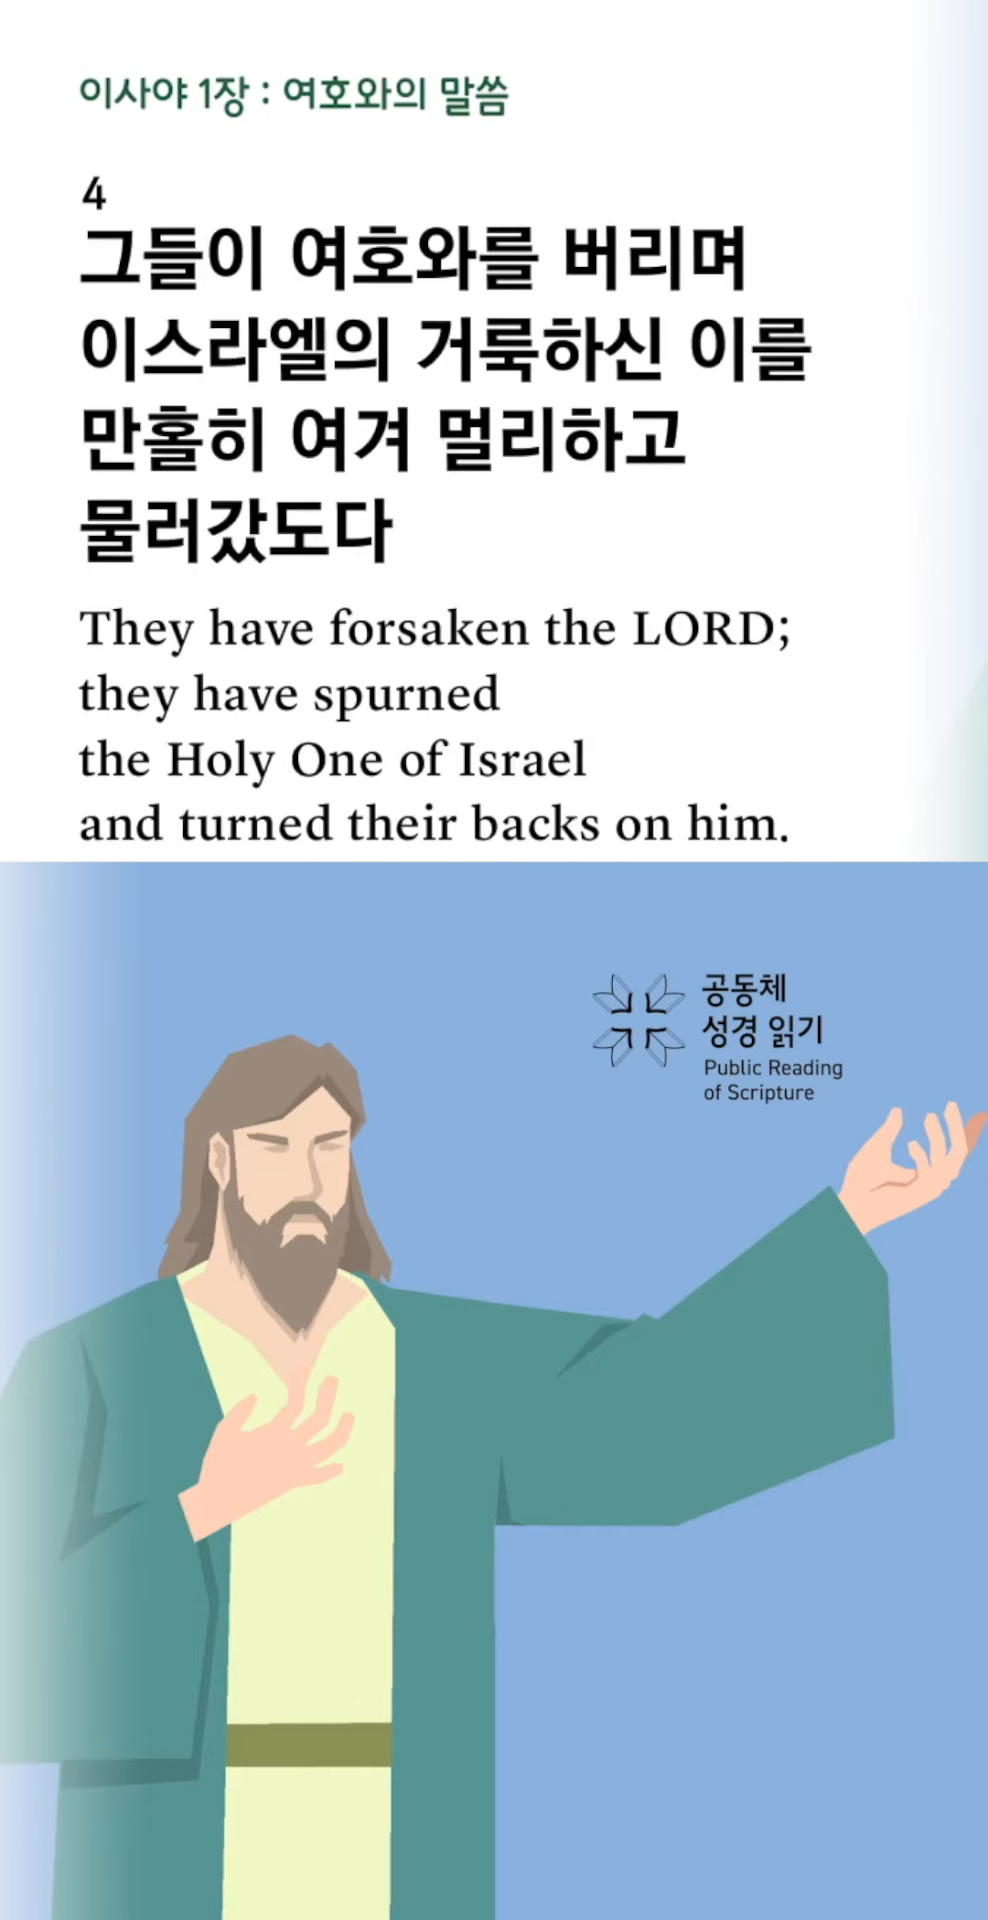 이사야 1장 : 여호와의 말씀
4
그들이 여호와를 버리며
이스라엘의 거룩하신 이를
만홀히 여겨 멀리하고
물러갔도다
They have forsaken the LORD;
they have spurned
the Holy One of Israel
and turned their backs on him.
공동체
성경 읽기
Public Reading
of Scripture